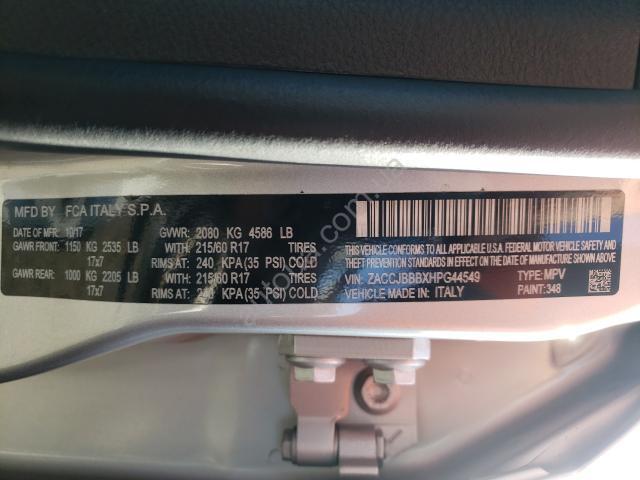 MFD BY FCA ITALY S.P.A.
DATE OF MFR: 10/17 GVWR: 2080 KG 4586 LB
GAWR FRONT: 1150 KG 2535 LB WITH: 215/60 R17 TIRES
17x7 RIMS AT: 240 KPA (35 PSI) COLD
GAWR REAR: 1000 KG 2205 LB WITH: 215/60 R17 TIRES
17x7 RIMS AT: 240 KPA (35 PSI) COLD
THIS VEHICLE CONFORMS TO ALL APPLICABLE U.S.A. FEDERAL
MOTOR VEHICLE SAFETY, BUMPER, AND THEFT
PREVENTION STANDARDS IN EFFECT ON THE
DATE OF MANUFACTURE SHOWN ABOVE.
VIN: ZACCJBBBXHPG44549 TYPE: MPV
VEHICLE MADE IN: ITALY PAINT: 348